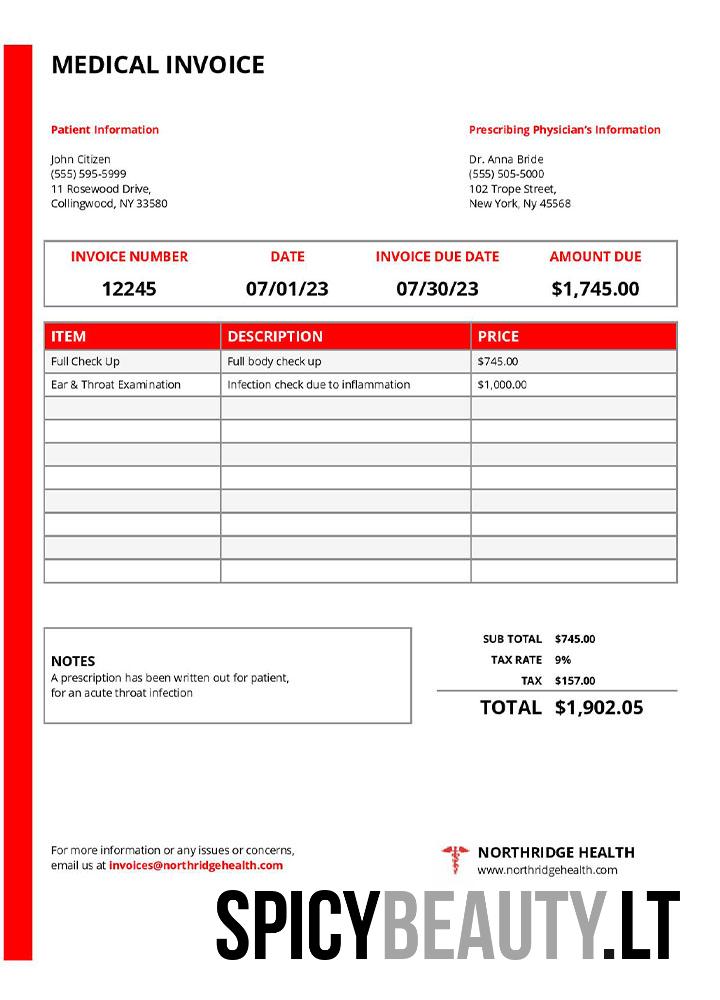 MEDICAL INVOICE
Patient Information
John Citizen
(555) 595-5999
11 Rosewood Drive,
Collingwood, NY 33580
Prescribing Physician's Information
Dr. Anna Bride
(555) 505-5000
102 Trope Street,
New York, Ny 45568
INVOICE NUMBER DATE INVOICE DUE DATE AMOUNT DUE
12245 07/01/23 07/30/23 $1,745.00
ITEM DESCRIPTION PRICE
Full Check Up Full body check up $745.00
Ear & Throat Examination Infection check due to inflammation $1,000.00
NOTES
A prescription has been written out for patient,
for an acute throat infection
SUB TOTAL $745.00
TAX RATE 9%
TAX $157.00
TOTAL $1,902.05
For more information or any issues or concerns,
email us at invoices@northridgehealth.com
NORTHRIDGE HEALTH
www.northridgehealth.com
SPICYBEAUTY.LT